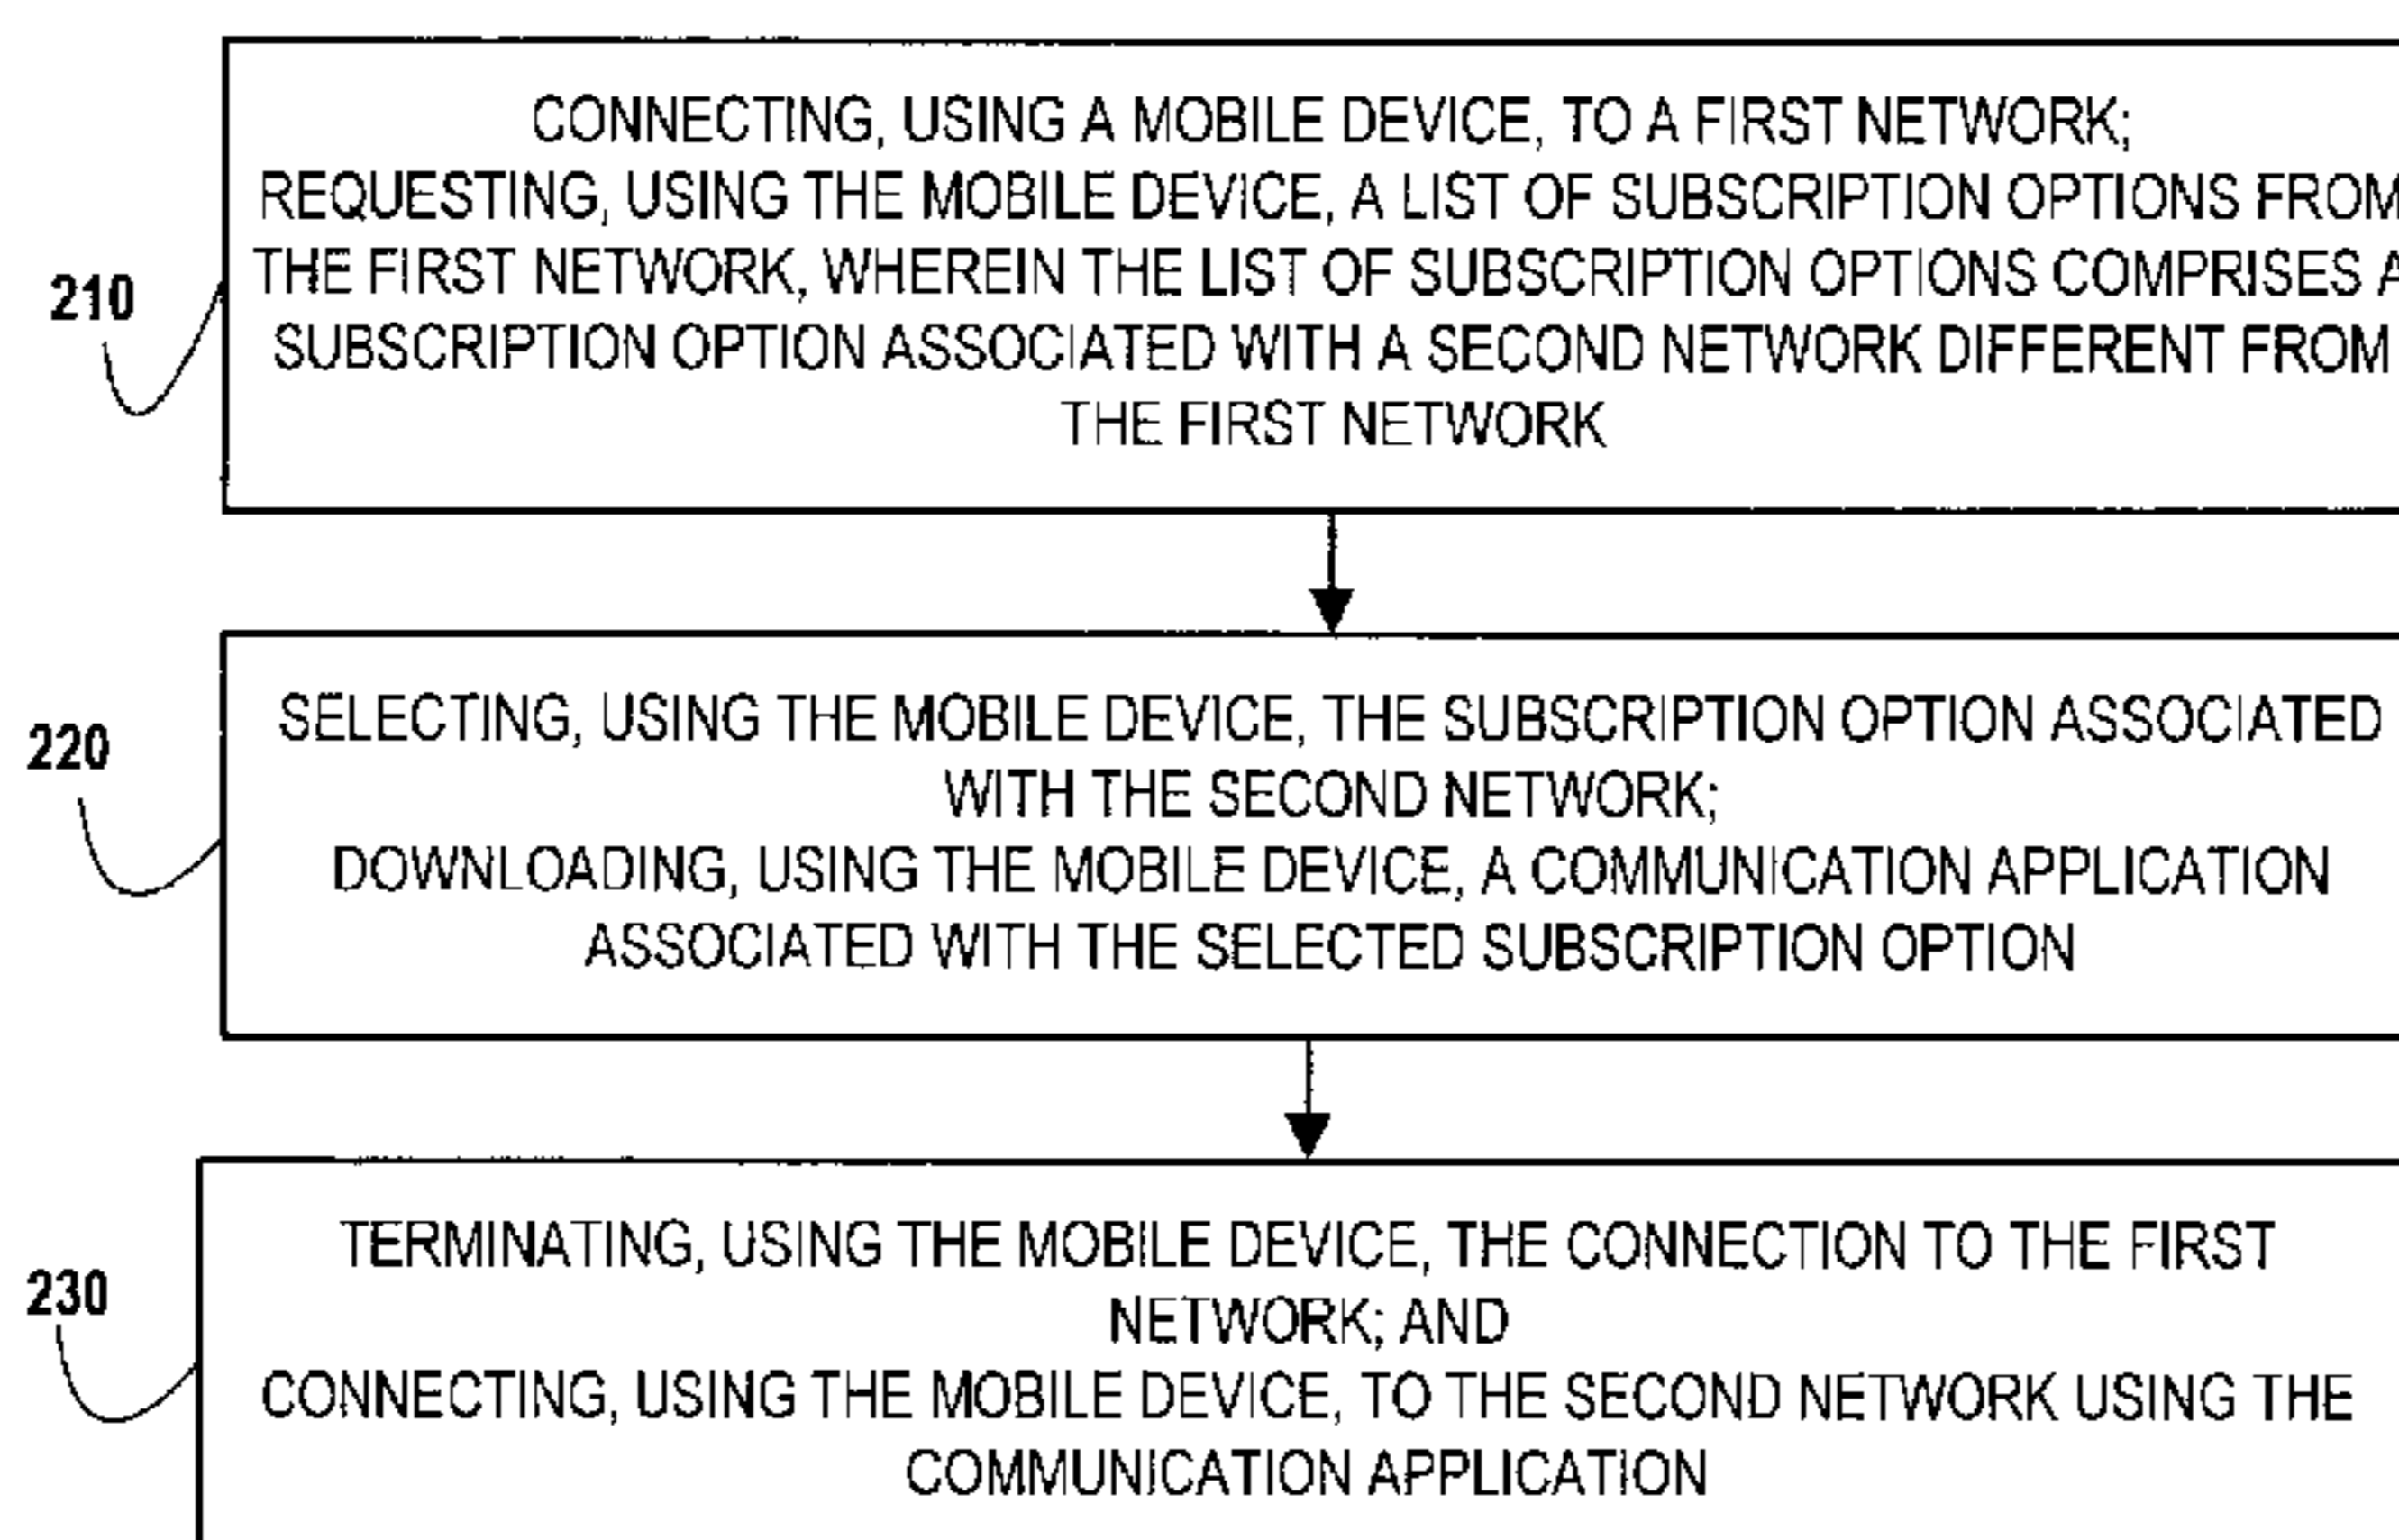 CONNECTING, USING A MOBILE DEVICE, TO A FIRST NETWORK;
REQUESTING, USING THE MOBILE DEVICE, A LIST OF SUBSCRIPTION OPTIONS FROM
THE FIRST NETWORK, WHEREIN THE LIST OF SUBSCRIPTION OPTIONS COMPRISES A
SUBSCRIPTION OPTION ASSOCIATED WITH A SECOND NETWORK DIFFERENT FROM
THE FIRST NETWORK
210
SELECTING, USING THE MOBILE DEVICE, THE SUBSCRIPTION OPTION ASSOCIATED
WITH THE SECOND NETWORK;
DOWNLOADING, USING THE MOBILE DEVICE, A COMMUNICATION APPLICATION
ASSOCIATED WITH THE SELECTED SUBSCRIPTION OPTION
220
TERMINATING, USING THE MOBILE DEVICE, THE CONNECTION TO THE FIRST
NETWORK; AND
CONNECTING, USING THE MOBILE DEVICE, TO THE SECOND NETWORK USING THE
COMMUNICATION APPLICATION
230